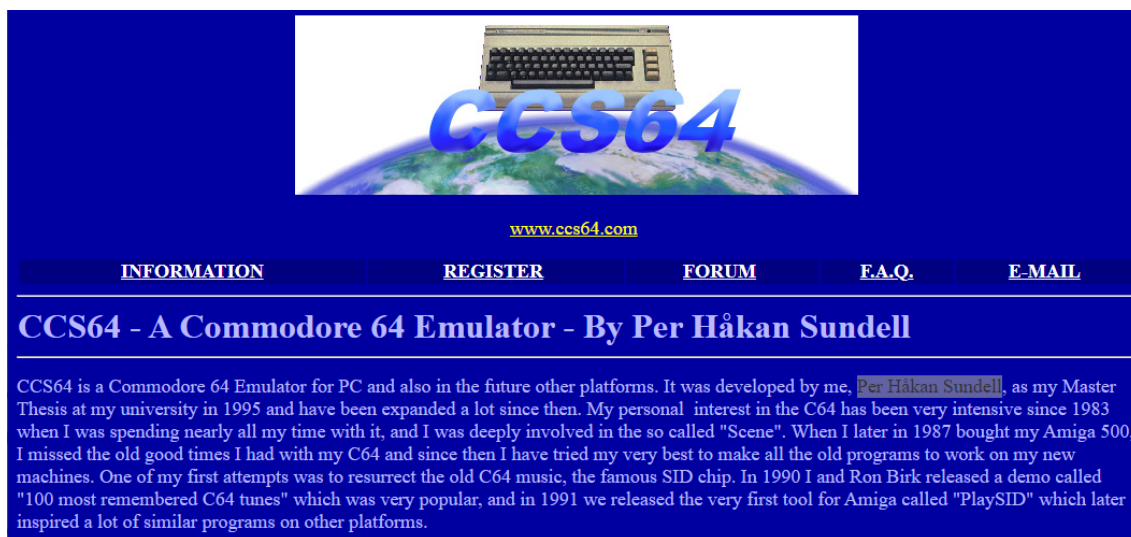 CCS64
www.ccs64.com
INFORMATION REGISTER FORUM F.A.Q. E-MAIL
CCS64 - A Commodore 64 Emulator - By Per Håkan Sundell
CCS64 is a Commodore 64 Emulator for PC and also in the future other platforms. It was developed by me, Per Håkan Sundell, as my Master
Thesis at my university in 1995 and have been expanded a lot since then. My personal interest in the C64 has been very intensive since 1983
when I was spending nearly all my time with it, and I was deeply involved in the so called "Scene". When I later in 1987 bought my Amiga 500,
I missed the old good times I had with my C64 and since then I have tried my very best to make all the old programs to work on my new
machines. One of my first attempts was to resurrect the old C64 music, the famous SID chip. In 1990 I and Ron Birk released a demo called
"100 most remembered C64 tunes" which was very popular, and in 1991 we released the very first tool for Amiga called "PlaySID" which later
inspired a lot of similar programs on other platforms.